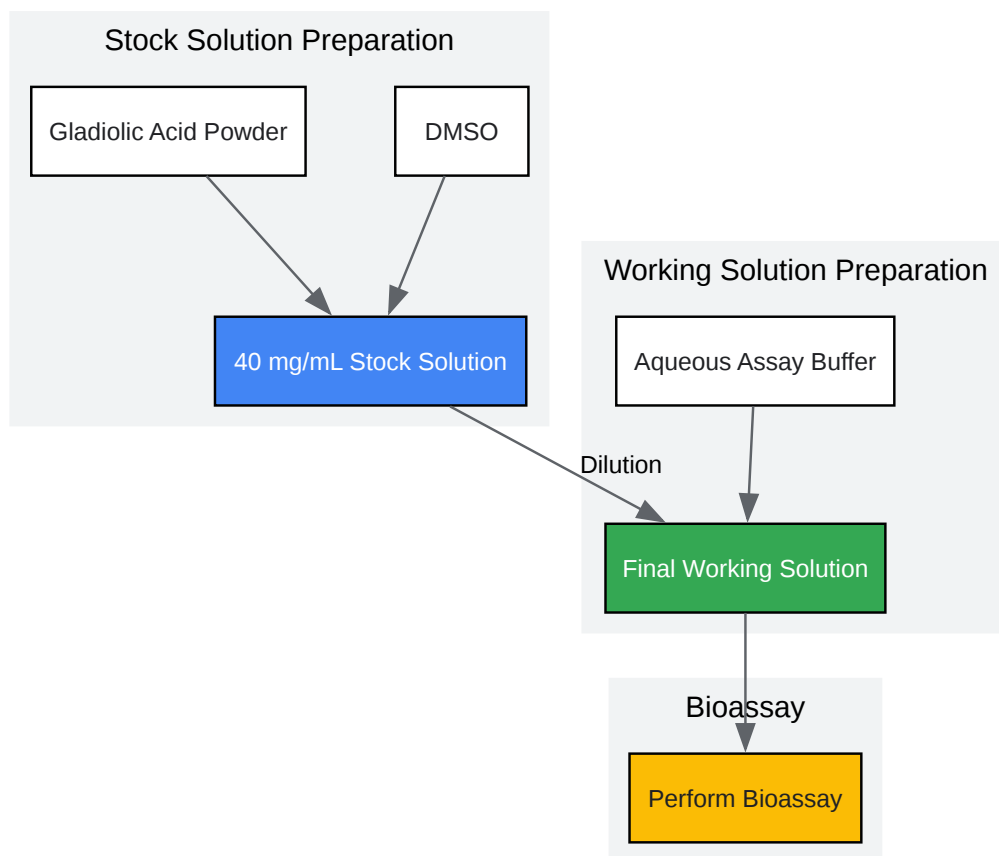 Stock Solution Preparation
Gladiolic Acid Powder
DMSO
40 mg/mL Stock Solution
Working Solution Preparation
Aqueous Assay Buffer
Dilution
Final Working Solution
Bioassay
Perform Bioassay